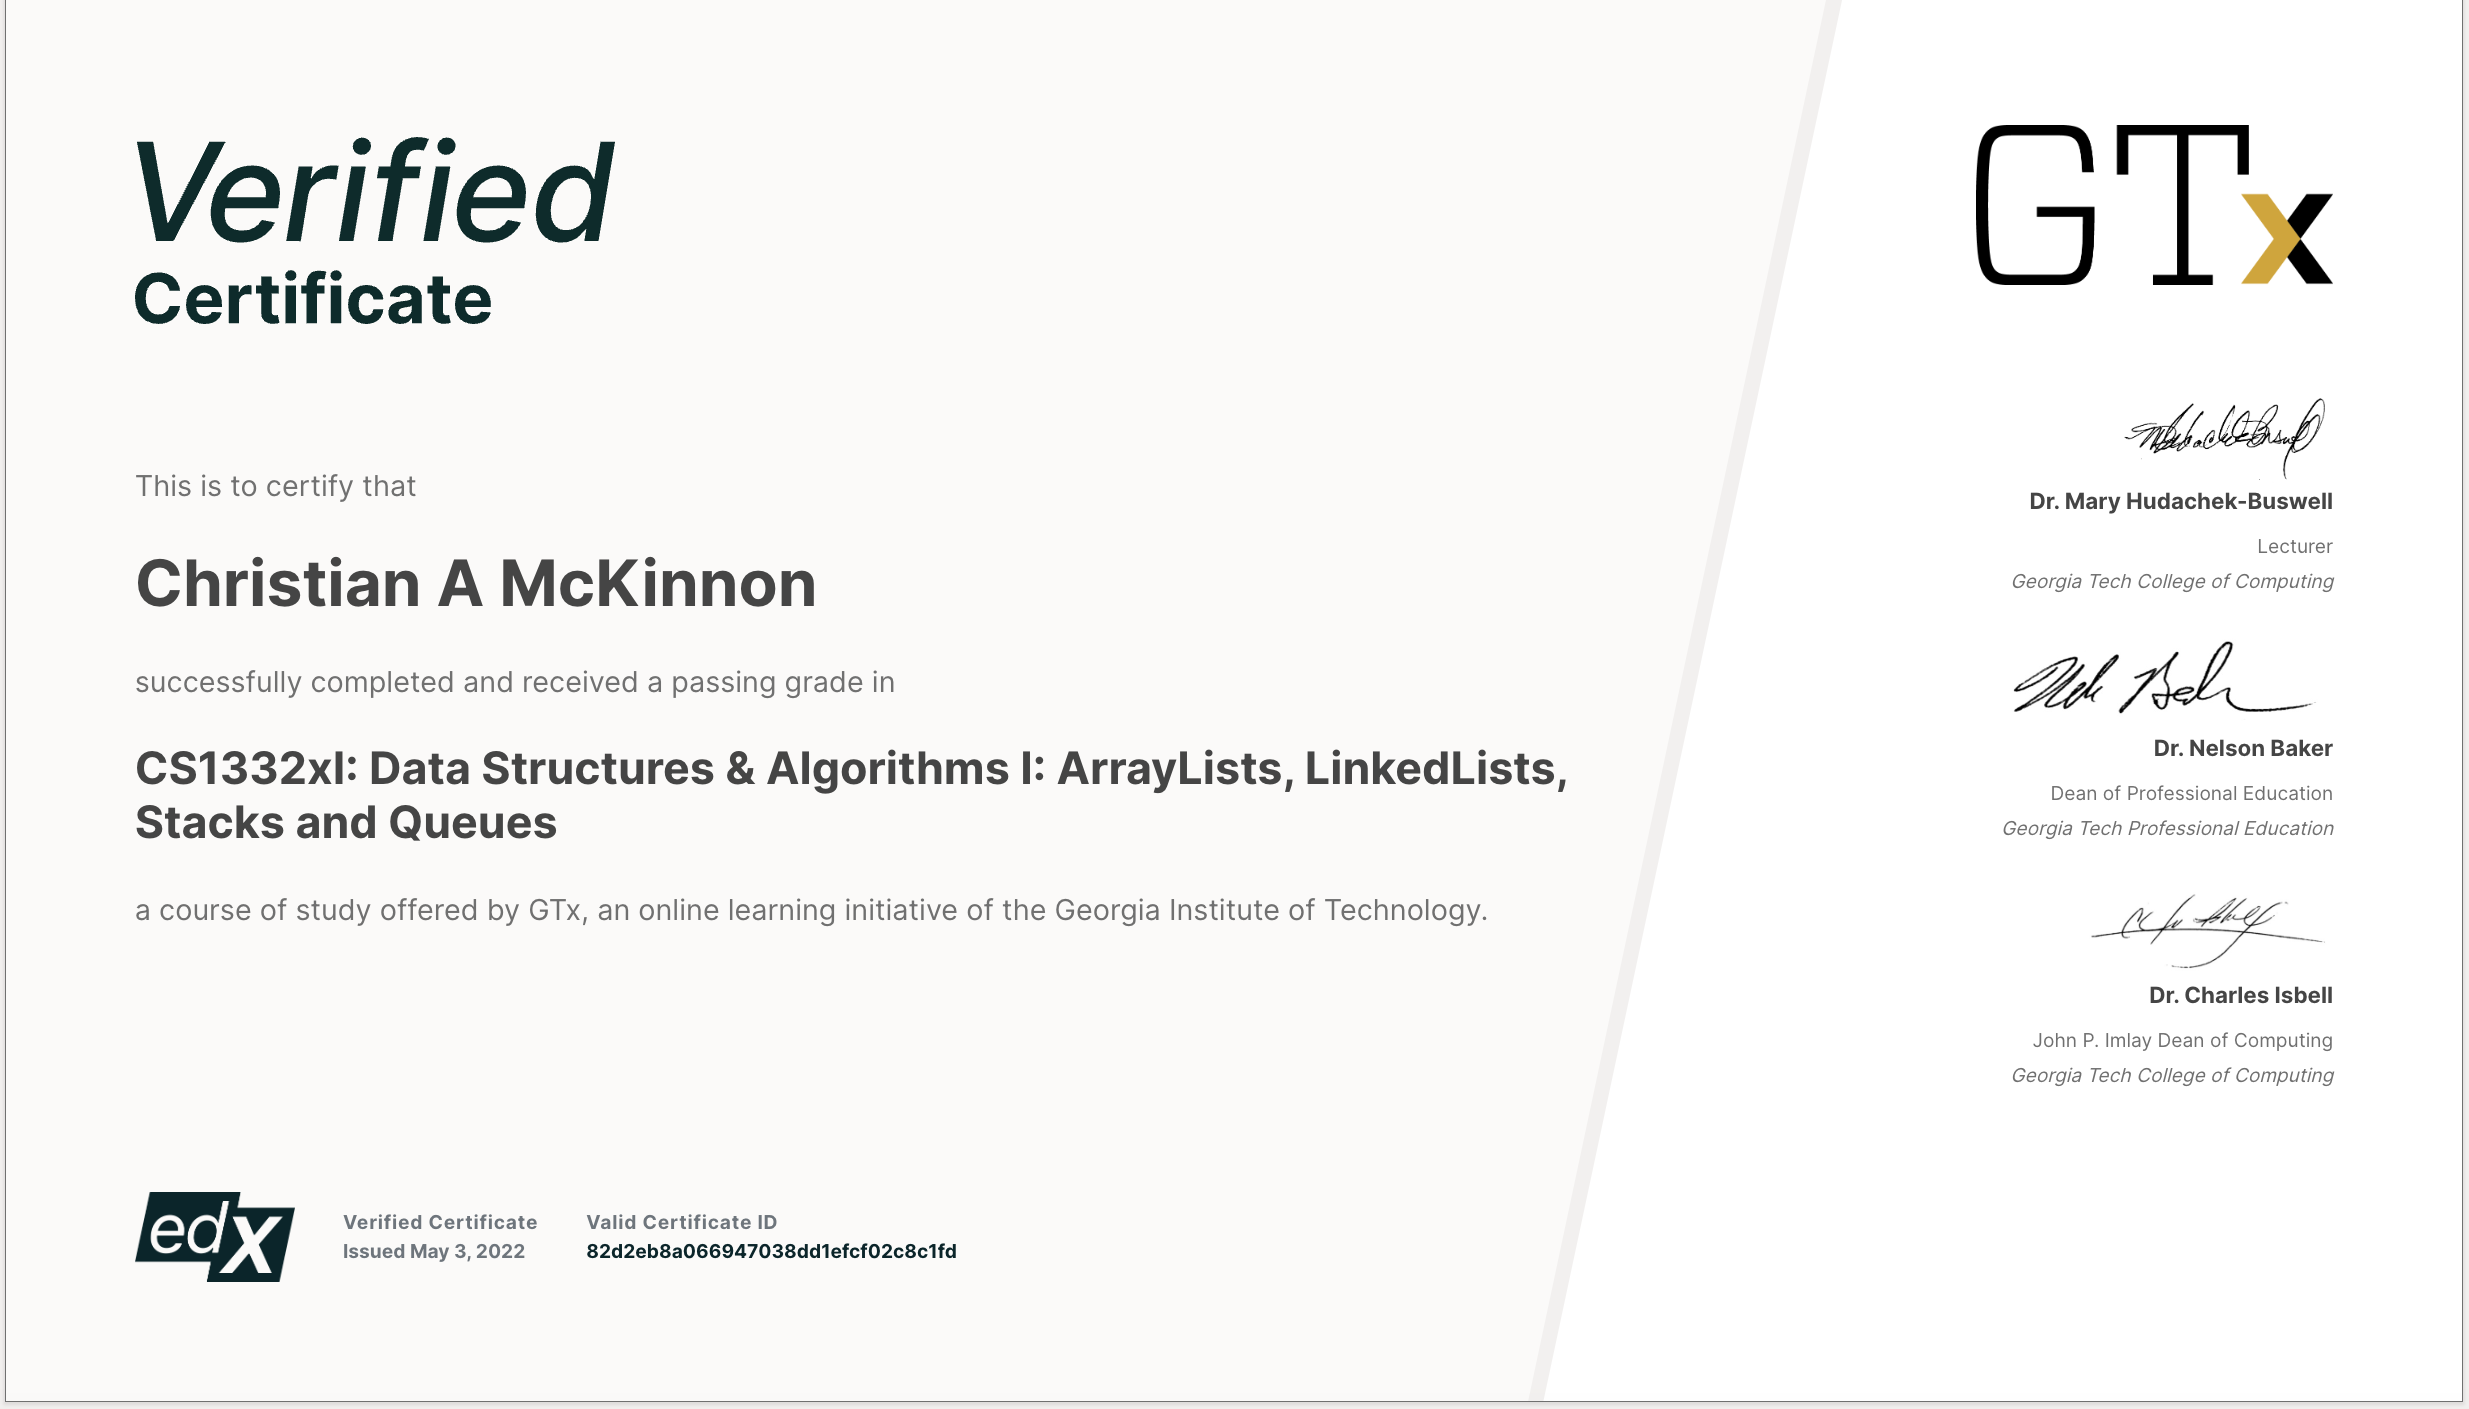 Verified
Certificate
This is to certify that
Christian A McKinnon
successfully completed and received a passing grade in
CS1332xI: Data Structures & Algorithms I: ArrayLists, LinkedLists,
Stacks and Queues
a course of study offered by GTx, an online learning initiative of the Georgia Institute of Technology.
edX
Verified Certificate
Issued May 3, 2022
Valid Certificate ID
82d2eb8a066947038dd1efcf02c8c1fd
GTx
Dr. Mary Hudachek-Buswell
Lecturer
Georgia Tech College of Computing
Dr. Nelson Baker
Dean of Professional Education
Georgia Tech Professional Education
Dr. Charles Isbell
John P. Imlay Dean of Computing
Georgia Tech College of Computing